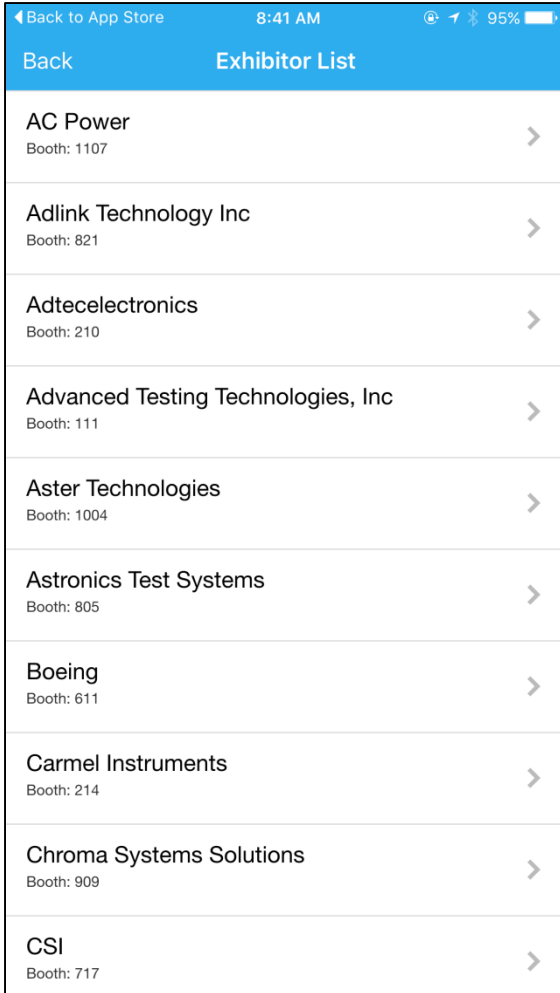 Back to App Store 8:41 AM 95%
Back Exhibitor List
AC Power
Booth: 1107
Adlink Technology Inc
Booth: 821
Adtecelectronics
Booth: 210
Advanced Testing Technologies, Inc
Booth: 111
Aster Technologies
Booth: 1004
Astronics Test Systems
Booth: 805
Boeing
Booth: 611
Carmel Instruments
Booth: 214
Chroma Systems Solutions
Booth: 909
CSI
Booth: 717